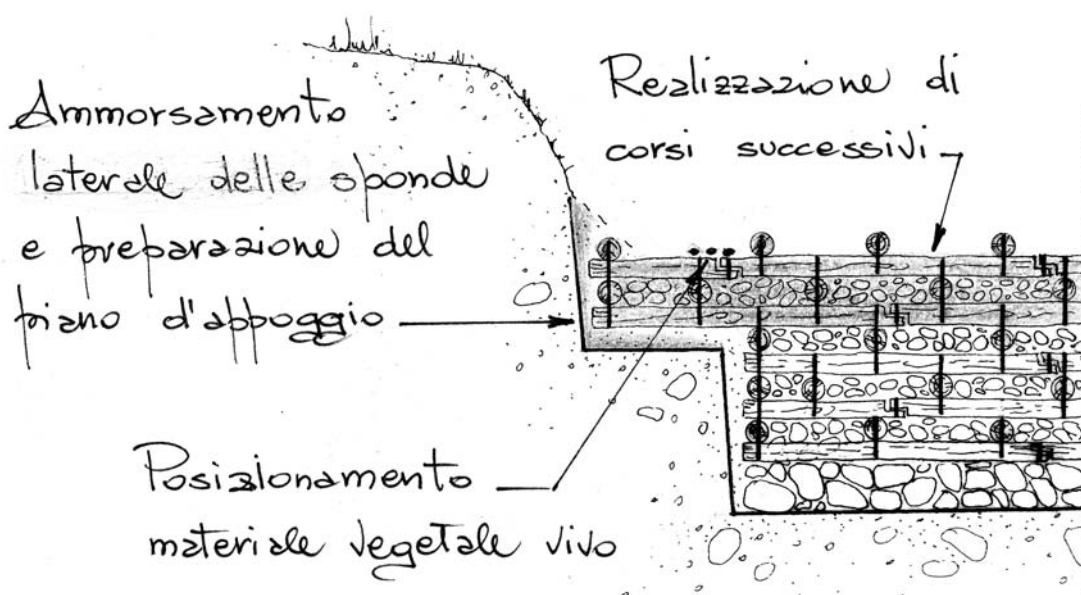 Ammorsamento
laterale delle sponde
e preparazione del
piano d'appoggio
Realizzazione di
corsi successivi
Posizionamento
materiale vegetale vivo